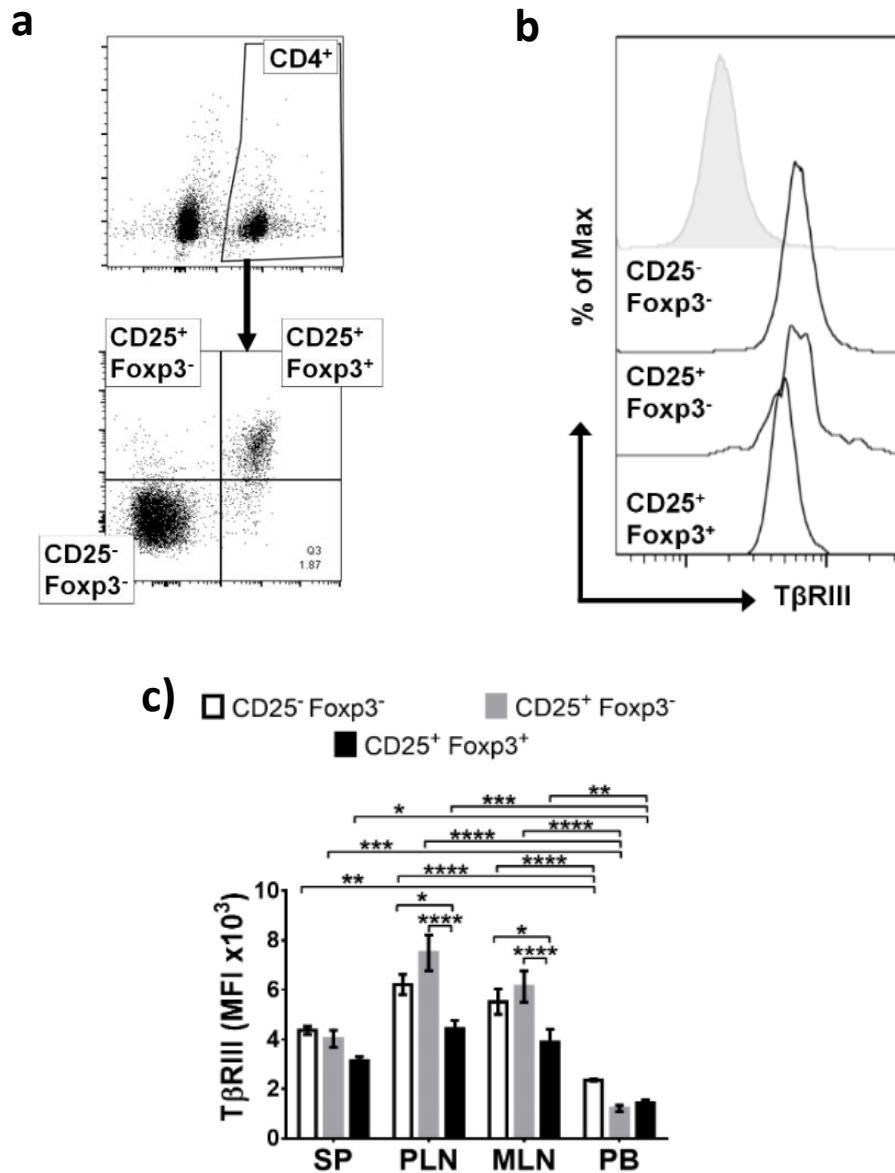 a
CD4+
CD25+
Foxp3-
CD25+
Foxp3+
CD25-
Foxp3-
Q3
1.87
b
% of Max
CD25-
Foxp3-
CD25+
Foxp3-
CD25+
Foxp3+
TβRIII
c)
CD25- Foxp3-
CD25+ Foxp3-
CD25+ Foxp3+
**
***
*
****
****
***
****
****
**
*
****
*
****
TβRIII (MFI x10³)
10
8
6
4
2
0
SP PLN MLN PB